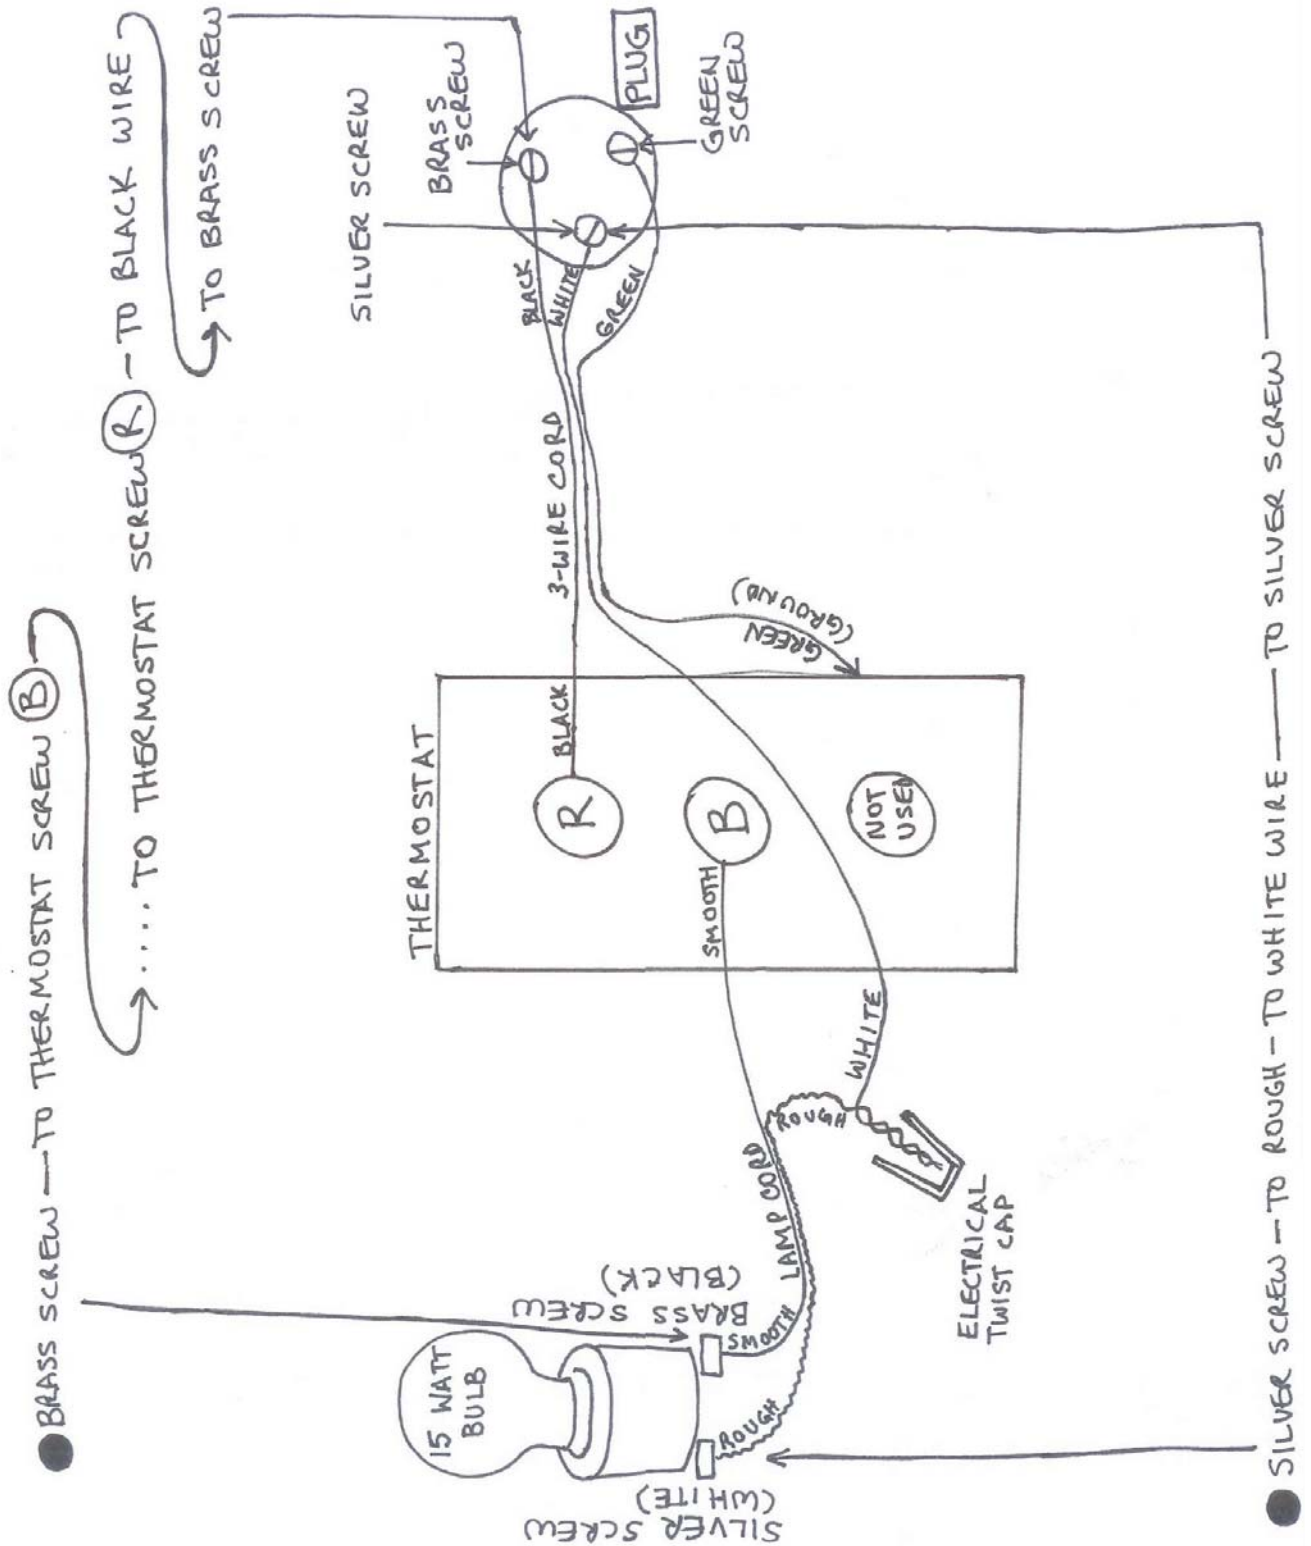 ● BRASS SCREW — TO THERMOSTAT SCREW B
..... TO THERMOSTAT SCREW R — TO BLACK WIRE
TO BRASS SCREW
SILVER SCREW
BRASS
SCREW
PLUG
GREEN
SCREW
BLACK
WHITE
GREEN
3-WIRE CORD
GREEN
(GROUND)
THERMOSTAT
BLACK
R
B
NOT
USED
SMOOTH
WHITE
ROUGH
LAMP CORD
ELECTRICAL
TWIST CAP
15 WATT
BULB
BRASS SCREW
(BLACK)
SMOOTH
ROUGH
SILVER SCREW
(WHITE)
● SILVER SCREW — TO ROUGH — TO WHITE WIRE — TO SILVER SCREW